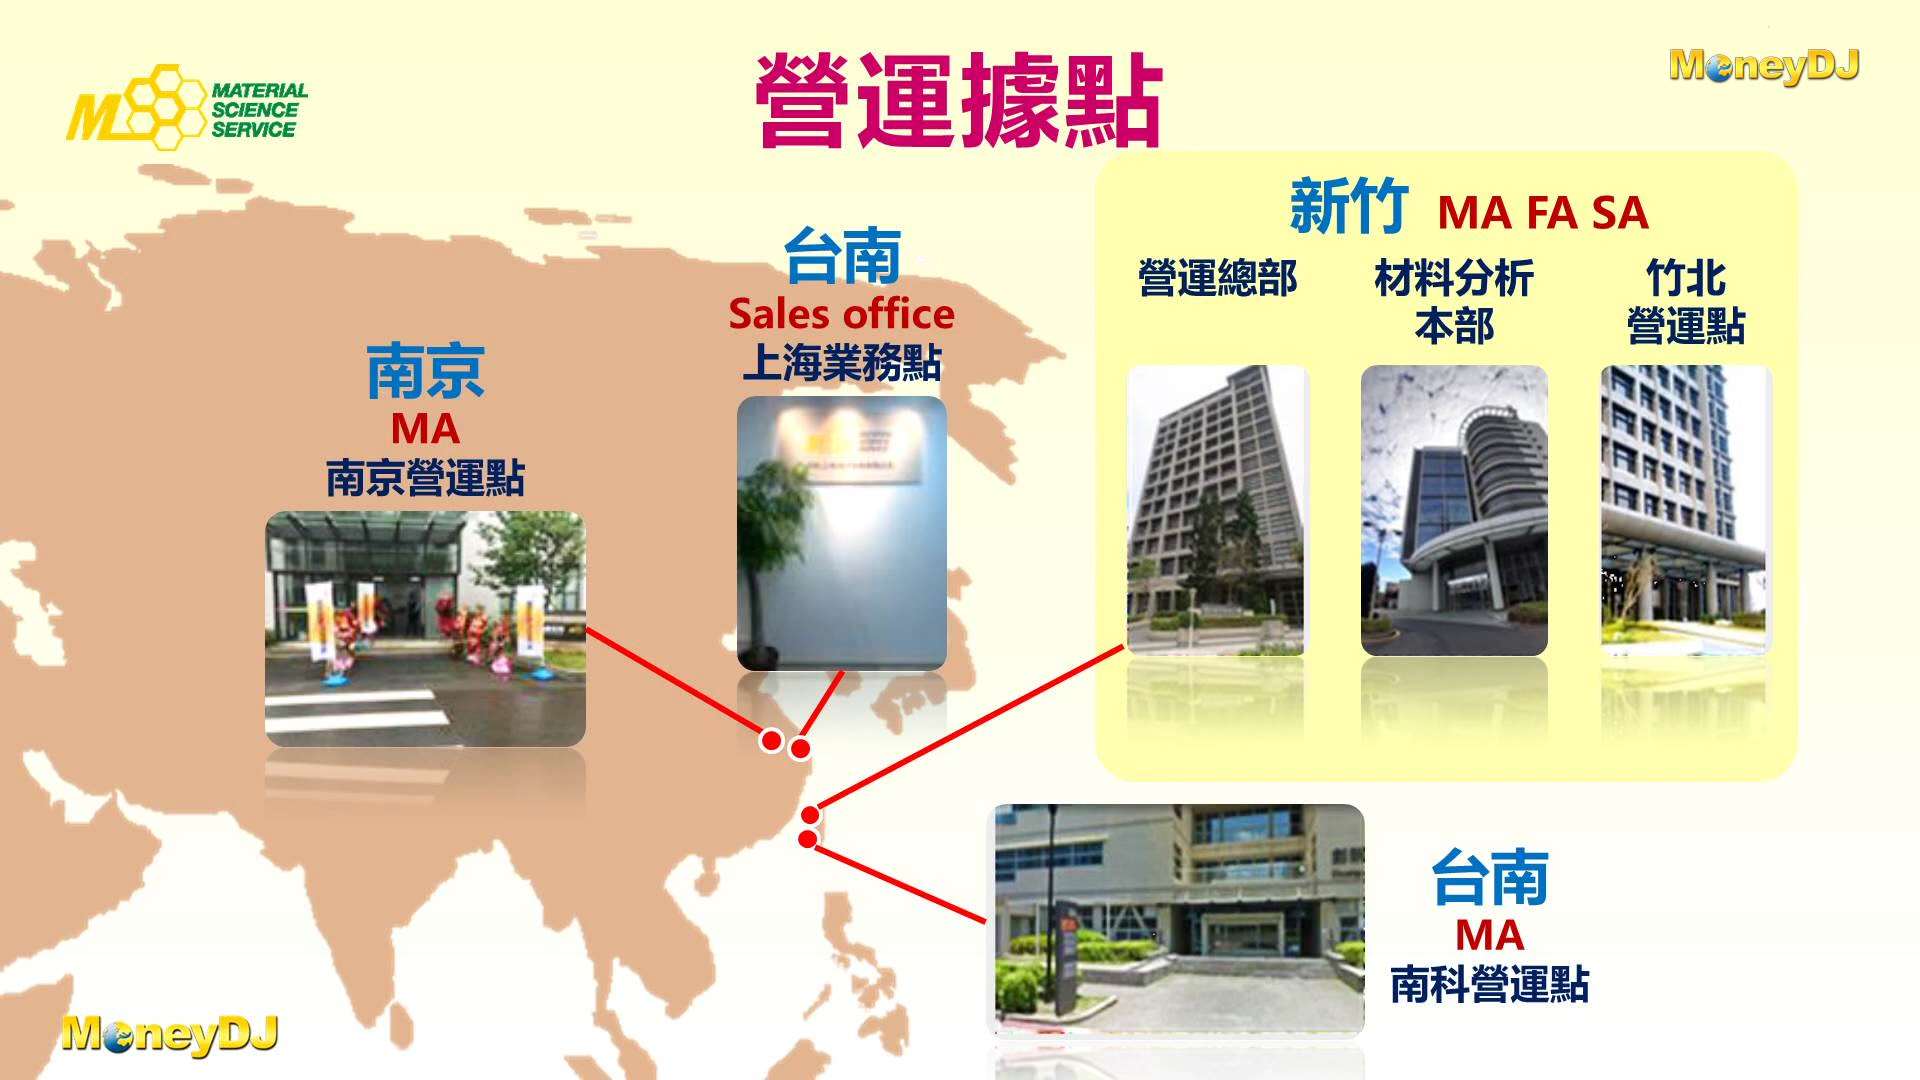 MSS
MATERIAL
SCIENCE
SERVICE
營運據點
MoneyDJ
南京
MA
南京營運點
台南
Sales office
上海業務點
新竹 MA FA SA
營運總部
材料分析
本部
竹北
營運點
台南
MA
南科營運點
MoneyDJ